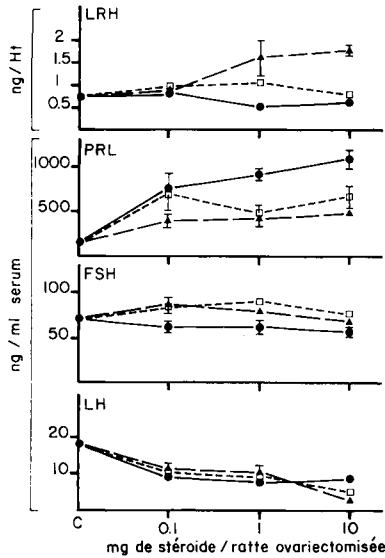 LRH
2
1.5
1
0.5
ng/Ht
PRL
1000
500
FSH
100
50
ng/ml serum
LH
20
10
C 0.1 1 10
mg de stéroïde / ratte ovariectomisée